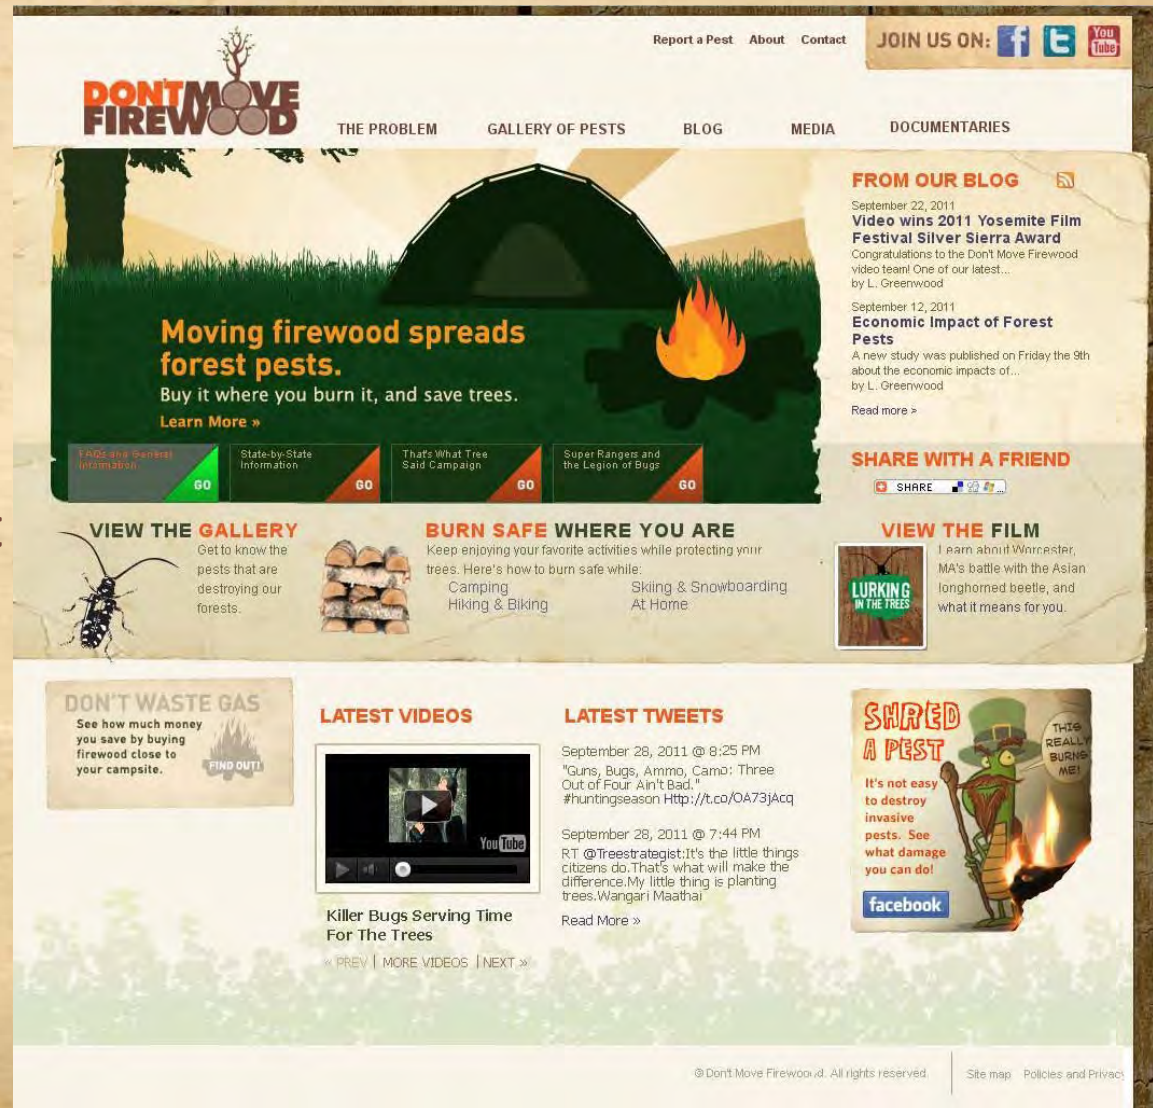 Report a Pest About Contact
JOIN US ON:
f t You Tube
DON'T MOVE
FIREWOOD
THE PROBLEM GALLERY OF PESTS BLOG MEDIA DOCUMENTARIES
Moving firewood spreads
forest pests.
Buy it where you burn it, and save trees.
Learn More »
FAQs and General
Information
GO
State-by-State
Information
GO
That's What Tree
Said Campaign
GO
Super Rangers and
the Legion of Bugs
GO
FROM OUR BLOG
September 22, 2011
Video wins 2011 Yosemite Film
Festival Silver Sierra Award
Congratulations to the Don't Move Firewood
video team! One of our latest...
by L. Greenwood
September 12, 2011
Economic Impact of Forest
Pests
A new study was published on Friday the 9th
about the economic impacts of...
by L. Greenwood
Read more >
SHARE WITH A FRIEND
SHARE
VIEW THE GALLERY
Get to know the
pests that are
destroying our
forests.
BURN SAFE WHERE YOU ARE
Keep enjoying your favorite activities while protecting your
trees. Here's how to burn safe while:
Camping Skiing & Snowboarding
Hiking & Biking At Home
VIEW THE FILM
LURKING
IN THE TREES
Learn about Worcester,
MA's battle with the Asian
longhorned beetle, and
what it means for you.
DON'T WASTE GAS
See how much money
you save by buying
firewood close to
your campsite.
FIND OUT!
LATEST VIDEOS
YouTube
Killer Bugs Serving Time
For The Trees
« PREV | MORE VIDEOS | NEXT »
LATEST TWEETS
September 28, 2011 @ 8:25 PM
"Guns, Bugs, Ammo, Camo: Three
Out of Four Ain't Bad."
#huntingseason Http://t.co/OA73jAcq
September 28, 2011 @ 7:44 PM
RT @Treestrategist:It's the little things
citizens do.That's what will make the
difference.My little thing is planting
trees.Wangari Maathai
Read More »
SHRED
A PEST
THIS
REALLY
BURNS
ME!
It's not easy
to destroy
invasive
pests. See
what damage
you can do!
facebook
© Don't Move Firewood. All rights reserved. Site map Policies and Privacy